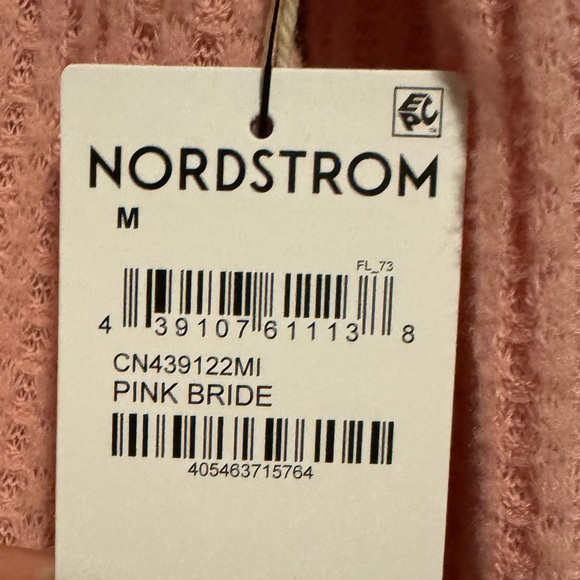 EPC
NORDSTROM
M
FL_73
4 39107 61113 8
CN439122MI
PINK BRIDE
405463715764